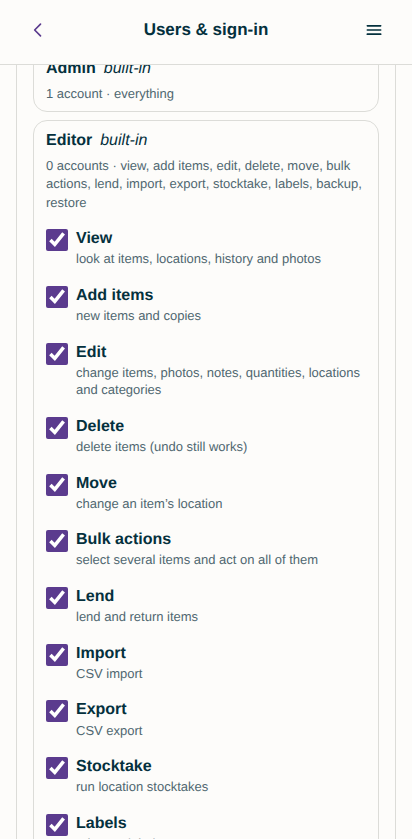 Users & sign-in
Admin built-in
1 account · everything
Editor built-in
0 accounts · view, add items, edit, delete, move, bulk
actions, lend, import, export, stocktake, labels, backup,
restore
View
look at items, locations, history and photos
Add items
new items and copies
Edit
change items, photos, notes, quantities, locations
and categories
Delete
delete items (undo still works)
Move
change an item’s location
Bulk actions
select several items and act on all of them
Lend
lend and return items
Import
CSV import
Export
CSV export
Stocktake
run location stocktakes
Labels